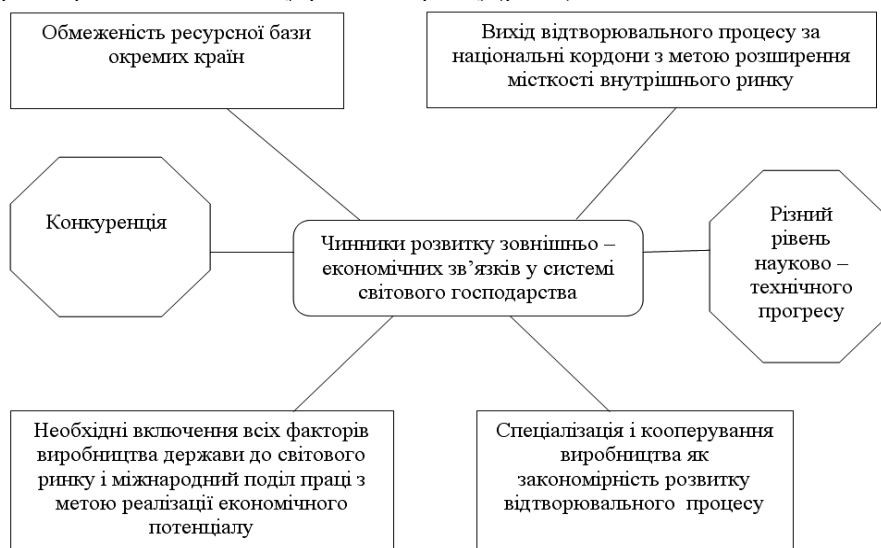 Обмеженість ресурсної бази
окремих країн
Вихід відтворювального процесу за
національні кордони з метою розширення
місткості внутрішнього ринку
Конкуренція
Чинники розвитку зовнішньо –
економічних зв’язків у системі
світового господарства
Різний
рівень
науково –
технічного
прогресу
Необхідні включення всіх факторів
виробництва держави до світового
ринку і міжнародний поділ праці з
метою реалізації економічного
потенціалу
Спеціалізація і кооперування
виробництва як
закономірність розвитку
відтворювального процесу